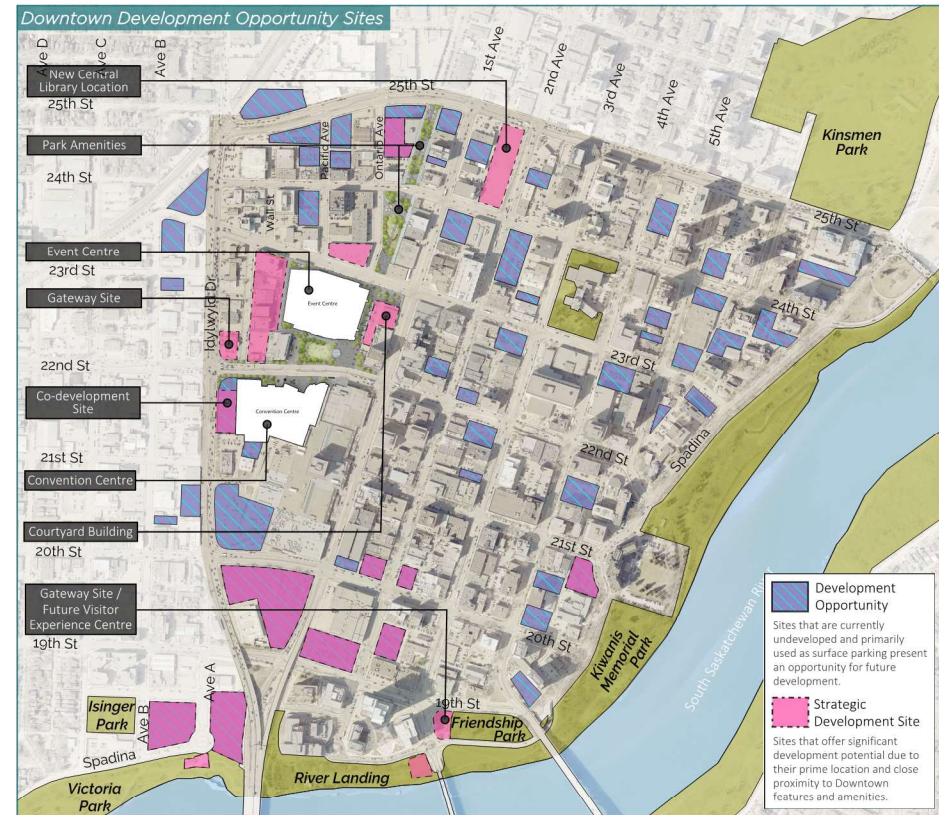 Downtown Development Opportunity Sites
Ave D
Ave C
Ave B
1st Ave
2nd Ave
3rd Ave
4th Ave
5th Ave
New Central
Library Location
25th St
25th St
Park Amenities
Pacific Ave
Ontario Ave
Kinsmen
Park
24th St
Wall St
25th St
Event Centre
23rd St
Gateway Site
Idylwyld Dr
Event Centre
24th St
22nd St
23rd St
Co-development
Site
Convention Centre
Spadina
21st St
22nd St
Convention Centre
Courtyard Building
20th St
21st St
Gateway Site /
Future Visitor
Experience Centre
19th St
20th St
Kiwanis
Memorial
Park
South Saskatchewan River
Ave A
Isinger
Park
Ave B
19th St
Friendship
Park
Spadina
River Landing
Victoria
Park
Development
Opportunity
Sites that are currently
undeveloped and primarily
used as surface parking present
an opportunity for future
development.
Strategic
Development Site
Sites that offer significant
development potential due to
their prime location and close
proximity to Downtown
features and amenities.